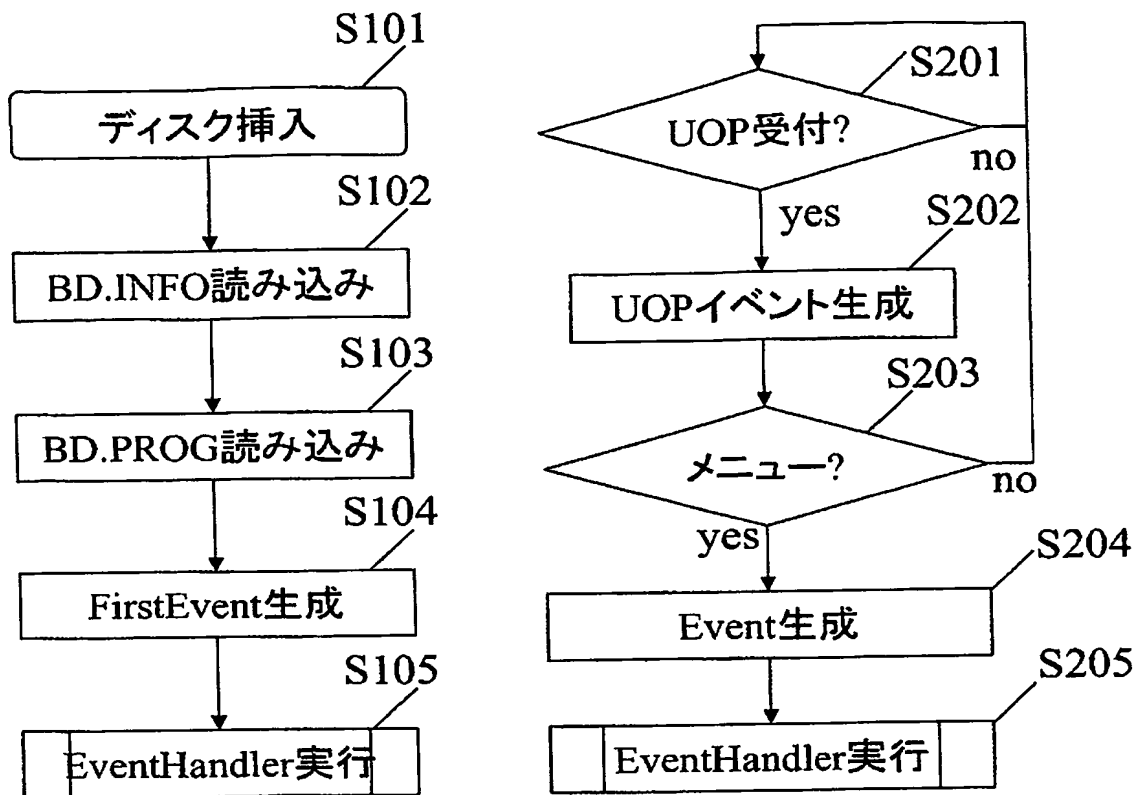 S101
ディスク挿入
S102
BD.INFO読み込み
S103
BD.PROG読み込み
S104
FirstEvent生成
S105
EventHandler実行
S201
UOP受付?
no
yes
S202
UOPイベント生成
S203
メニュー?
no
yes
S204
Event生成
S205
EventHandler実行